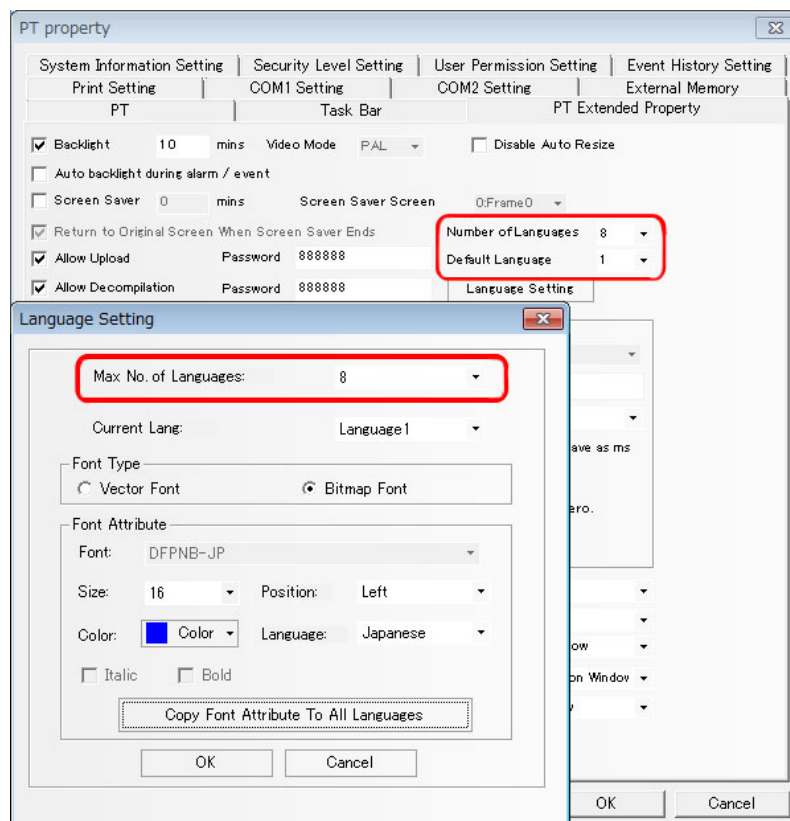 PT property
System Information Setting | Security Level Setting | User Permission Setting | Event History Setting
Print Setting | COM1 Setting | COM2 Setting | External Memory
PT | Task Bar | PT Extended Property
Backlight 10 mins Video Mode PAL Disable Auto Resize
Auto backlight during alarm / event
Screen Saver 0 mins Screen Saver Screen 0:Frame0
Return to Original Screen When Screen Saver Ends Number of Languages 8
Allow Upload Password 888888 Default Language 1
Allow Decompilation Password 888888 Language Setting
Language Setting
Max No. of Languages: 8
Current Lang: Language1
ave as ms
Font Type
Vector Font Bitmap Font
ero.
Font Attribute
Font: DFPNB-JP
Size: 16 Position: Left
Color: Color Language: Japanese
ow
Italic Bold
on Window
Copy Font Attribute To All Languages
OK Cancel
OK Cancel